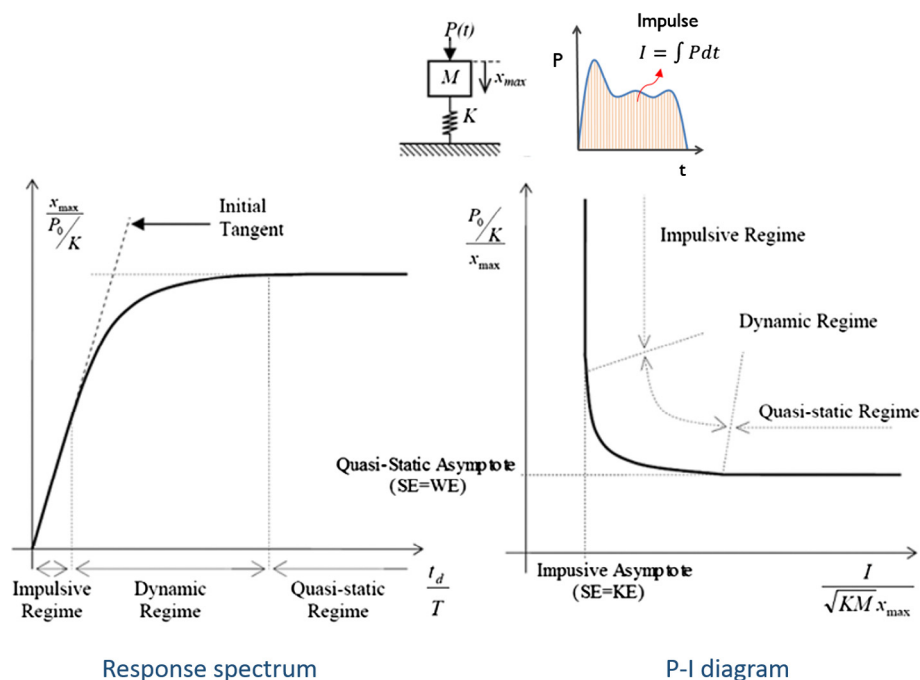 P(t)
M
x_max
K
Impulse
I = ∫ Pdt
P
t
x_max
P_0/K
Initial
Tangent
Impulsive
Regime
Dynamic
Regime
Quasi-static
Regime
t_d
T
Response spectrum
P_0/K
x_max
Impulsive Regime
Dynamic Regime
Quasi-static Regime
Quasi-Static Asymptote
(SE=WE)
Impusive Asymptote
(SE=KE)
I
√KM x_max
P-I diagram